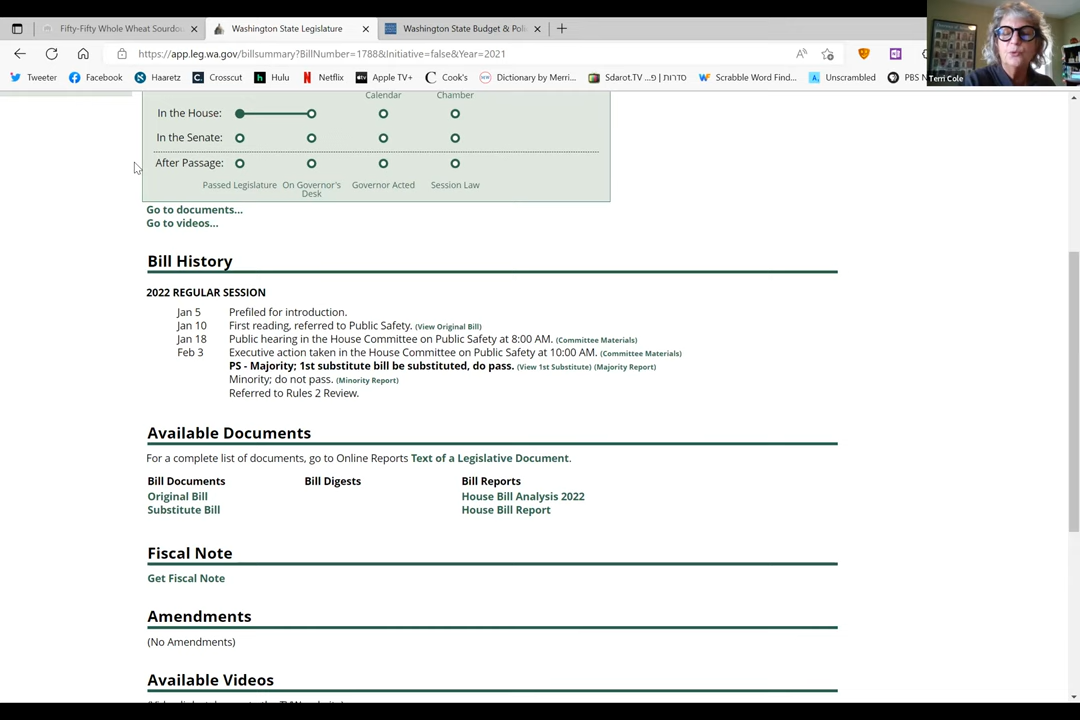 Fifty-Fifty Whole Wheat Sourdou
Washington State Legislature
Washington State Budget & Poli
https://app.leg.wa.gov/billsummary?BillNumber=1788&Initiative=false&Year=2021
Tweeter
Facebook
Haaretz
Crosscut
Hulu
Netflix
Apple TV+
Cook's
Dictionary by Merri...
Sdarot.TV סדרות | פ...
Scrabble Word Find...
Unscrambled
PBS N
Terri Cole
Calendar
Chamber
In the House:
In the Senate:
After Passage:
Passed Legislature
On Governor's
Desk
Governor Acted
Session Law
Go to documents...
Go to videos...
Bill History
2022 REGULAR SESSION
Jan 5 Prefiled for introduction.
Jan 10 First reading, referred to Public Safety. (View Original Bill)
Jan 18 Public hearing in the House Committee on Public Safety at 8:00 AM. (Committee Materials)
Feb 3 Executive action taken in the House Committee on Public Safety at 10:00 AM. (Committee Materials)
PS - Majority; 1st substitute bill be substituted, do pass. (View 1st Substitute) (Majority Report)
Minority; do not pass. (Minority Report)
Referred to Rules 2 Review.
Available Documents
For a complete list of documents, go to Online Reports Text of a Legislative Document.
Bill Documents Bill Digests Bill Reports
Original Bill House Bill Analysis 2022
Substitute Bill House Bill Report
Fiscal Note
Get Fiscal Note
Amendments
(No Amendments)
Available Videos